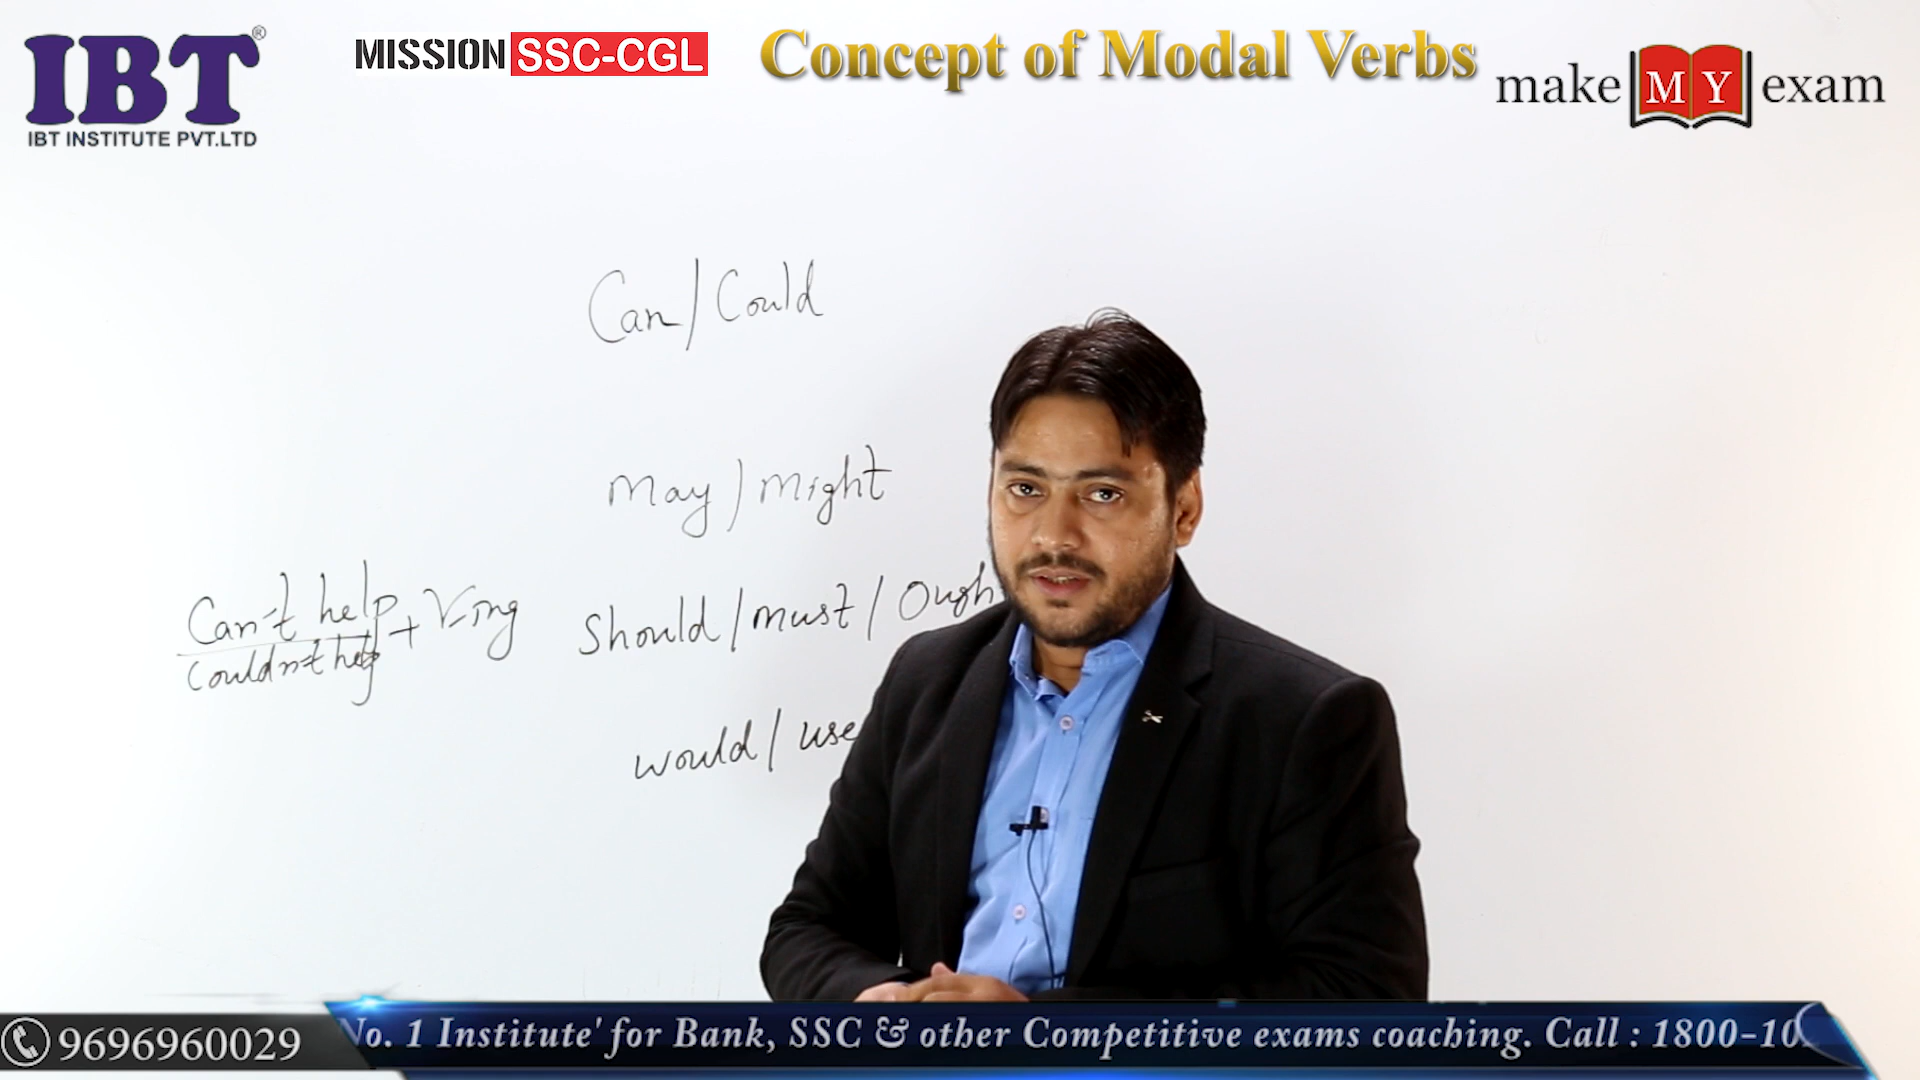 IBT®
IBT INSTITUTE PVT.LTD
MISSION SSC-CGL
Concept of Modal Verbs
make MY exam
Can/Could
May/Might
Can't help + V-ing
Couldn't help
Should/must/Ough
would/use
9696960029
No. 1 Institute' for Bank, SSC & other Competitive exams coaching. Call : 1800-10